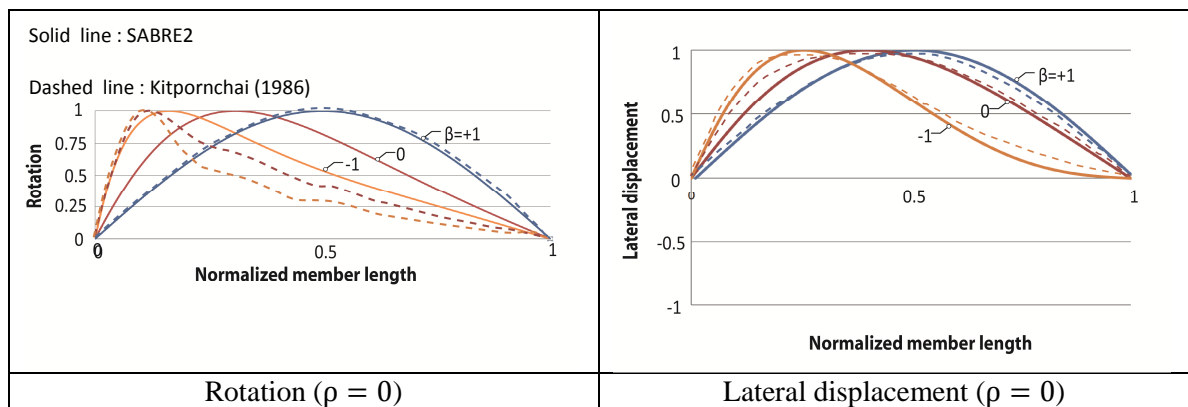 Solid line : SABRE2
Dashed line : Kitpornchai (1986)
Rotation
1
0.75
0.5
0.25
0
β=+1
0
-1
0
0.5
1
Normalized member length
Lateral displacement
1
0.5
0
-0.5
-1
β=+1
0
-1
0
0.5
1
Normalized member length
Rotation (ρ = 0)
Lateral displacement (ρ = 0)